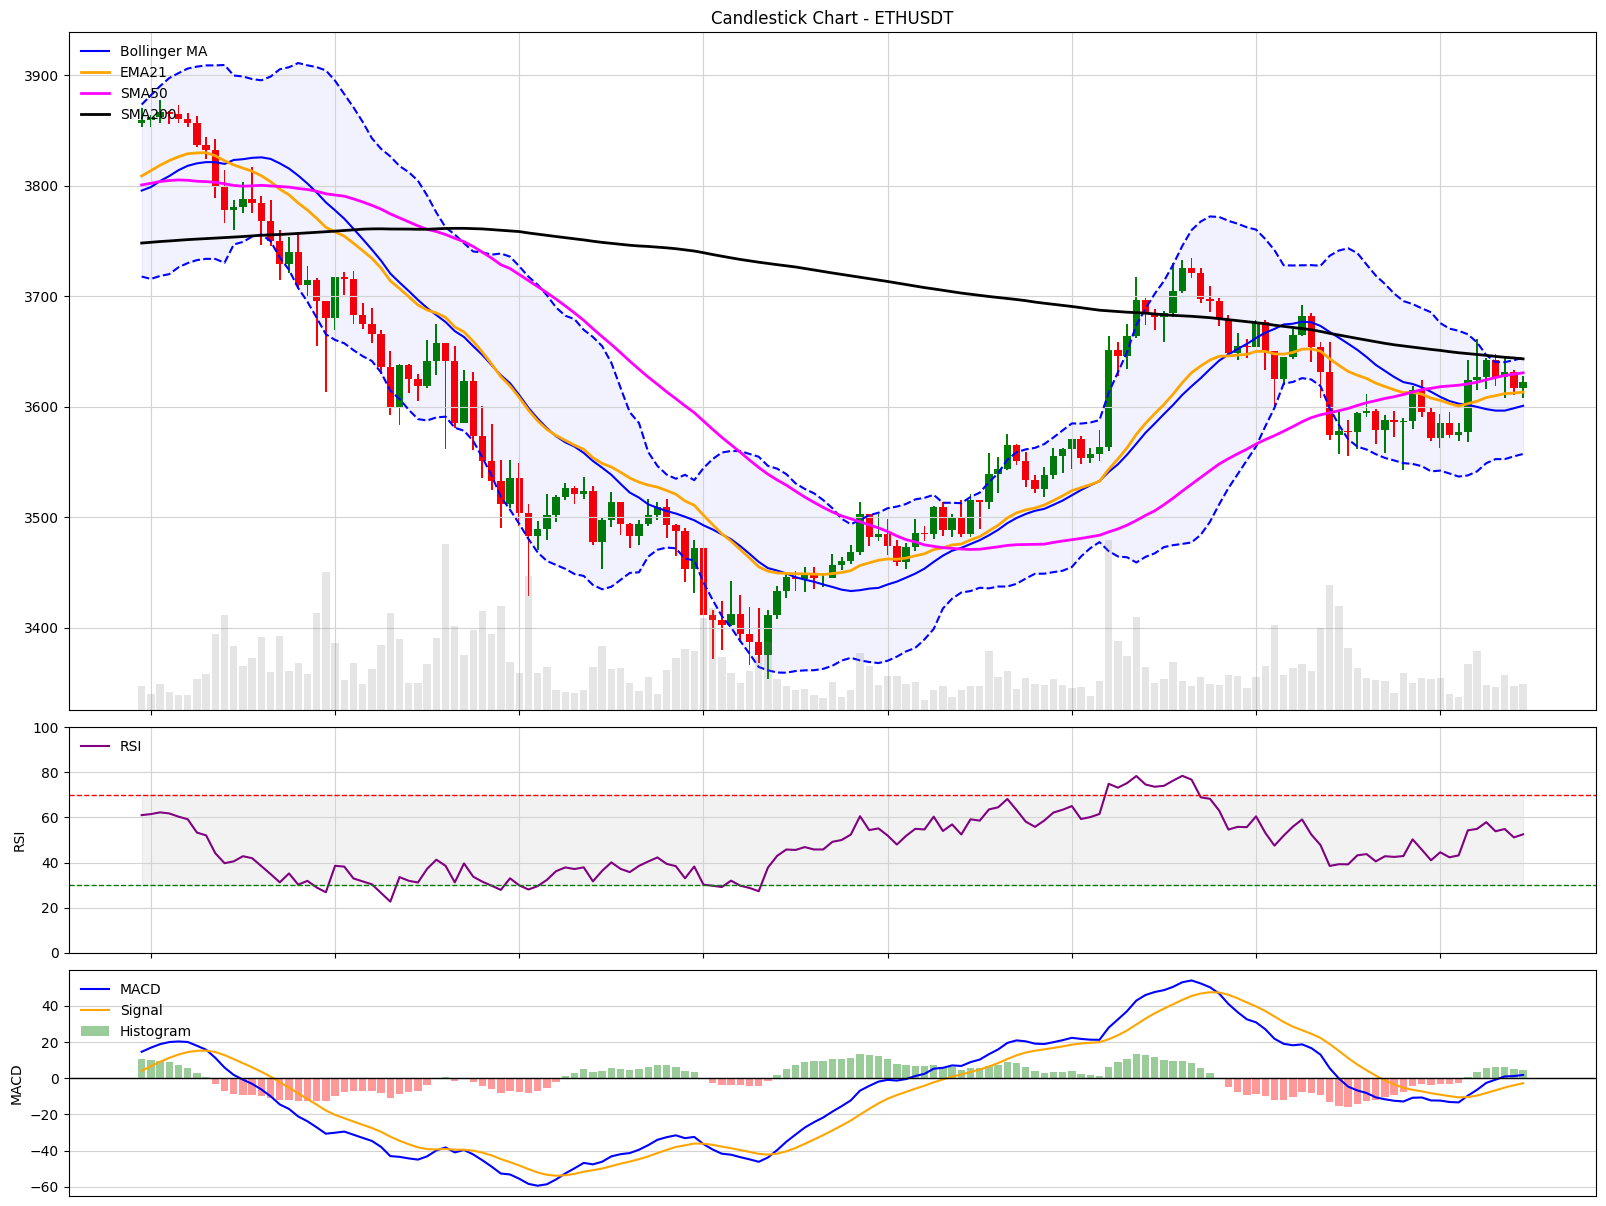 Candlestick Chart - ETHUSDT
Bollinger MA
EMA21
SMA50
SMA200
3900
3800
3700
3600
3500
3400
RSI
100
80
60
40
20
0
RSI
MACD
Signal
Histogram
40
20
0
−20
−40
−60
MACD